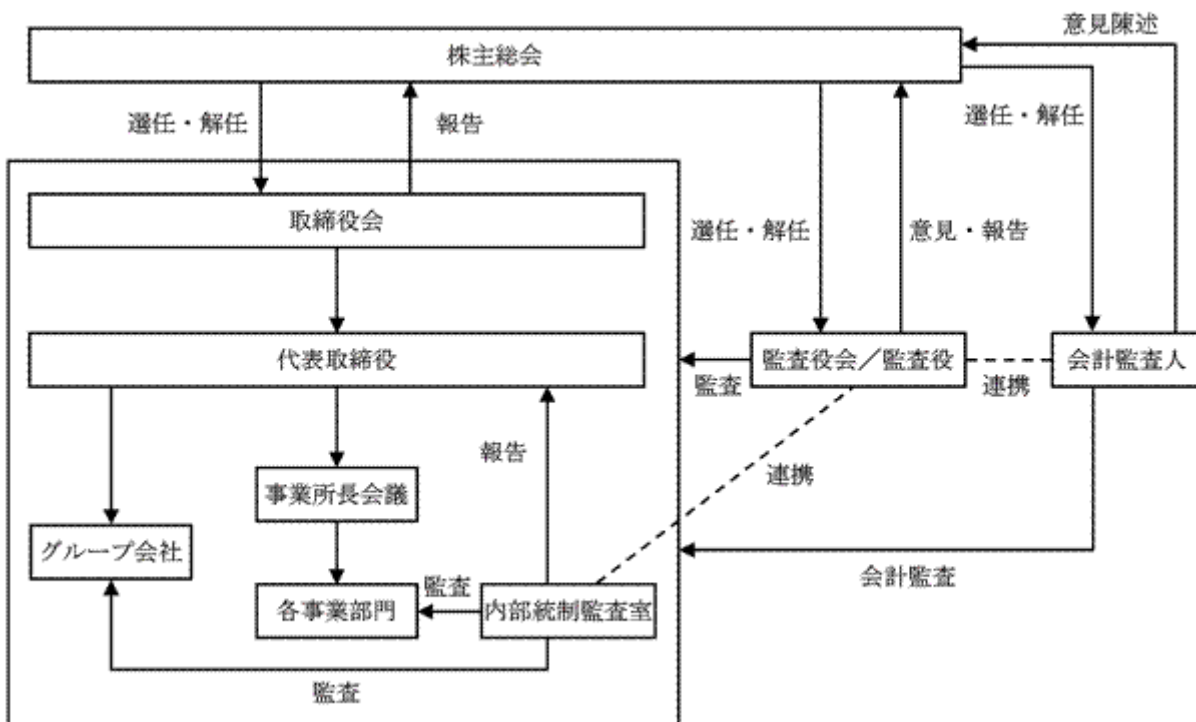 意見陳述
株主総会
選任・解任
報告
選任・解任
取締役会
選任・解任
意見・報告
代表取締役
監査役会／監査役
会計監査人
監査
連携
報告
連携
事業所長会議
グループ会社
会計監査
監査
各事業部門
内部統制監査室
監査